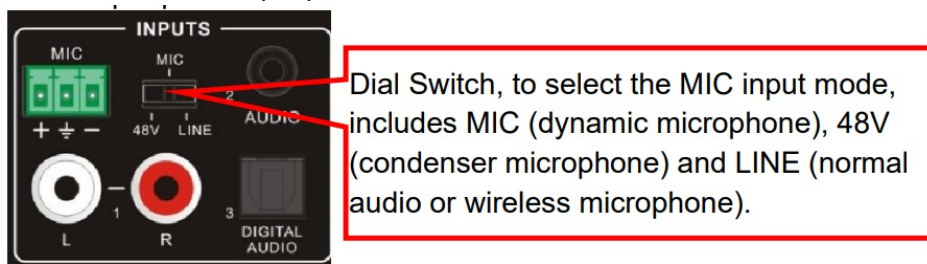 INPUTS
MIC
MIC
48V LINE
2
AUDIO
+ ⏚ −
1
L
R
3
DIGITAL
AUDIO
Dial Switch, to select the MIC input mode,
includes MIC (dynamic microphone), 48V
(condenser microphone) and LINE (normal
audio or wireless microphone).